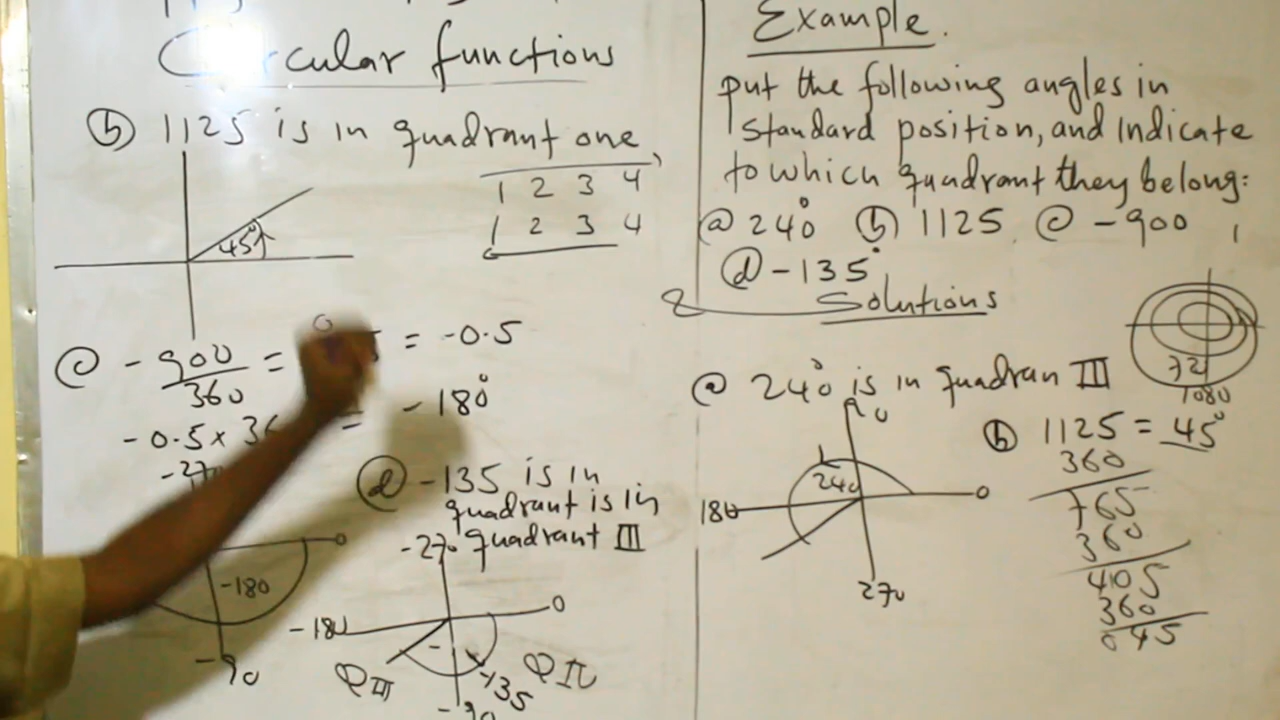 Circular functions
(b) 1125 is in quadrant one,
1 2 3 4
1 2 3 4
45°
(c) - 900/360 = = -0.5
-0.5 x = -180°
0
-180
-90
(d) -135 is in
quadrant is in
quadrant III
-270
0
-180
QIII
-135
QIV
-90
Example.
put the following angles in
standard position, and Indicate
to which quadrant they belong:
(a) 240° (b) 1125 (c) -900
(d) -135°
Solutions
72
1080
(a) 240° is in quadran III
90
240
180
0
270
(b) 1125 = 45°
360
765
360
405
360
045